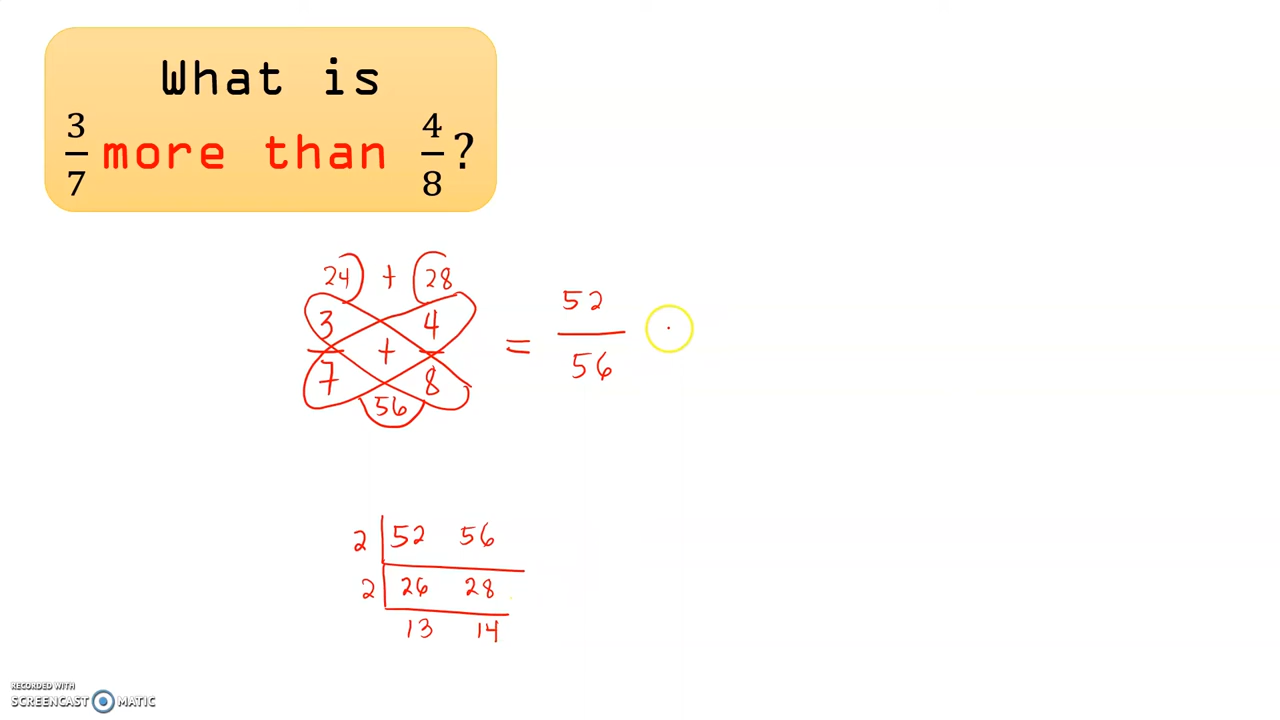 What is
3/7 more than 4/8?
24 + 28
3/7 + 4/8 = 52/56
56
2 | 52 56
2 | 26 28
13 14
RECORDED WITH
SCREENCAST MATIC